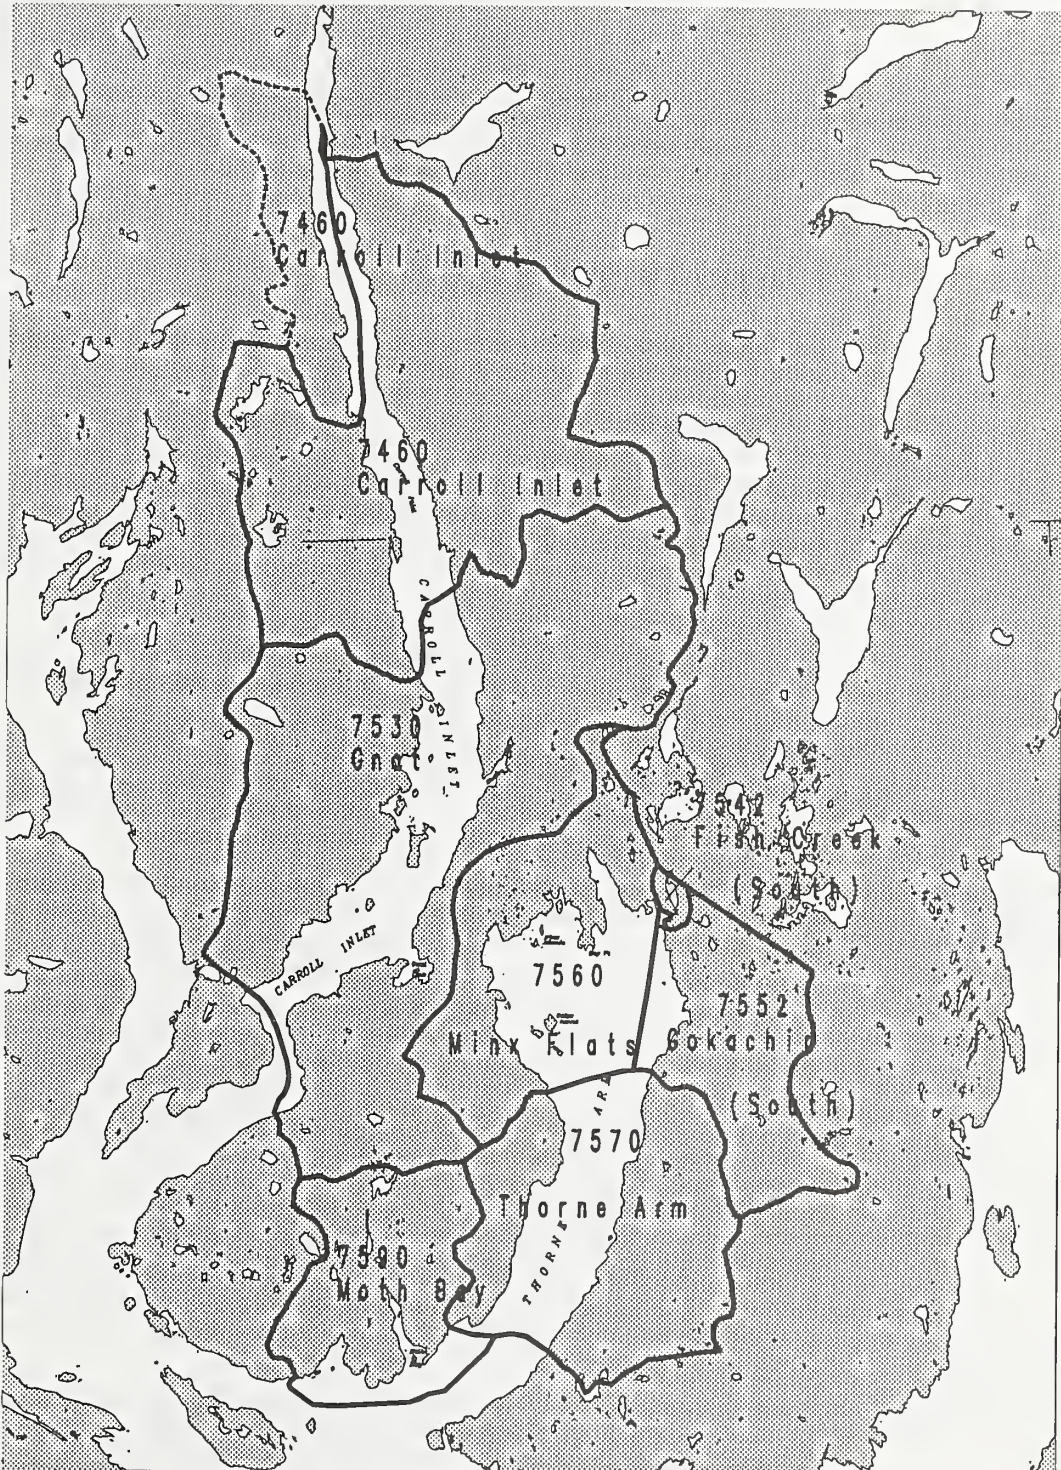 7460
Carroll Inlet
7460
Carroll Inlet
CARROLL INLET
7530
Gnat
7542
Fish Creek
(South)
CARROLL INLET
7560
Minx Flats
7552
Gokachin
(South)
7570
Thorne Arm
THORNE ARM
7590
Moth Bay